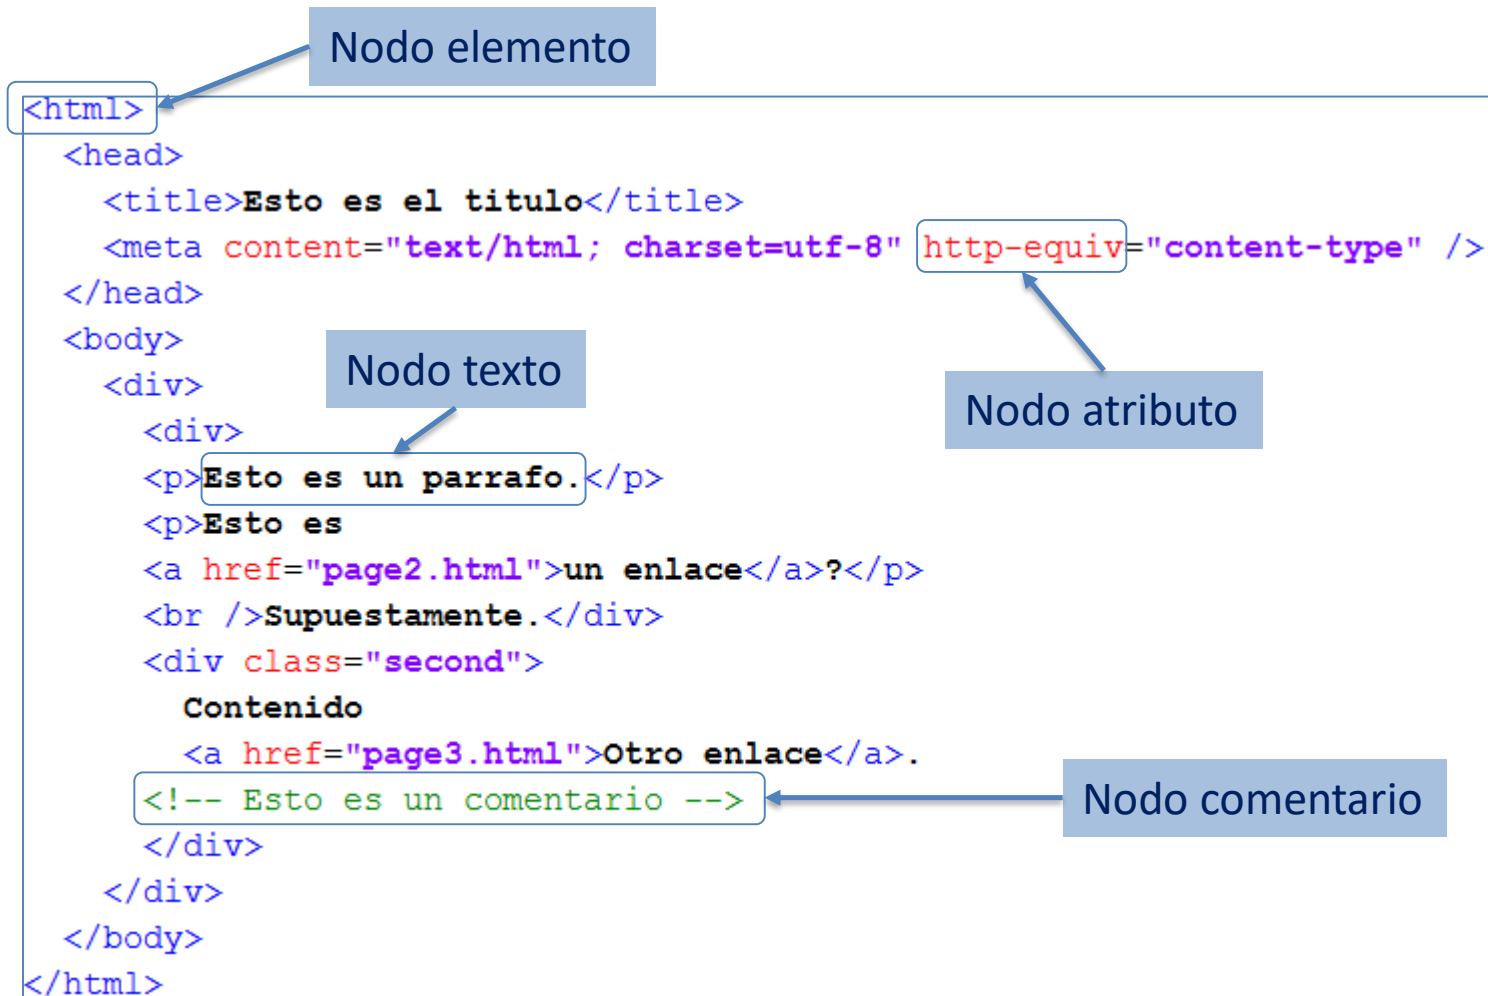 Nodo elemento
<html>
<head>
<title>Esto es el titulo</title>
<meta content="text/html; charset=utf-8" http-equiv="content-type" />
</head>
<body>
Nodo texto
<div>
Nodo atributo
<div>
<p>Esto es un parrafo.</p>
<p>Esto es
<a href="page2.html">un enlace</a>?</p>
<br />Supuestamente.</div>
<div class="second">
Contenido
<a href="page3.html">Otro enlace</a>.
<!-- Esto es un comentario -->
Nodo comentario
</div>
</div>
</body>
</html>